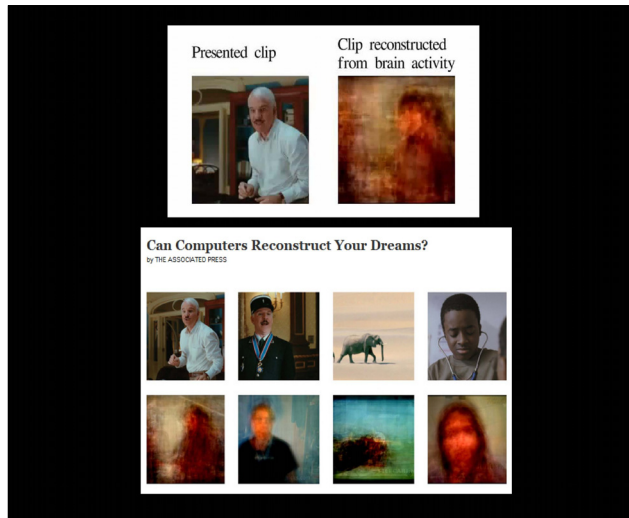 Presented clip
Clip reconstructed
from brain activity
Can Computers Reconstruct Your Dreams?
by THE ASSOCIATED PRESS